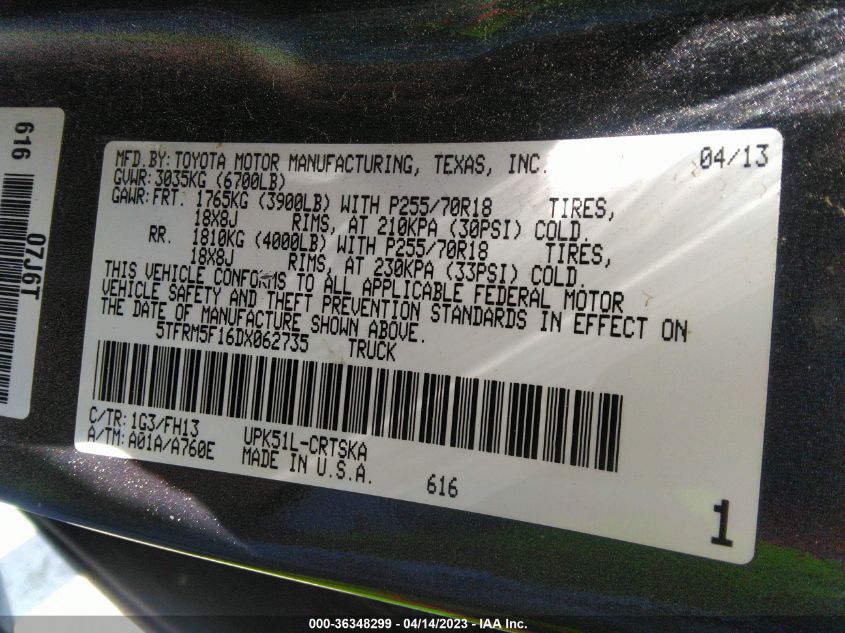 616
07J6T
MFD.BY:TOYOTA MOTOR MANUFACTURING, TEXAS, INC. 04/13
GVWR:3035KG (6700LB)
GAWR:FRT. 1765KG (3900LB) WITH P255/70R18 TIRES,
18X8J RIMS, AT 210KPA (30PSI) COLD.
RR. 1810KG (4000LB) WITH P255/70R18 TIRES,
18X8J RIMS, AT 230KPA (33PSI) COLD.
THIS VEHICLE CONFORMS TO ALL APPLICABLE FEDERAL MOTOR
VEHICLE SAFETY AND THEFT PREVENTION STANDARDS IN EFFECT ON
THE DATE OF MANUFACTURE SHOWN ABOVE.
5TFRM5F16DX062735 TRUCK
C/TR:1G3/FH13 UPK51L-CRTSKA
A/TM:A01A/A760E MADE IN U.S.A.
616
1
000-36348299 - 04/14/2023 - IAA Inc.